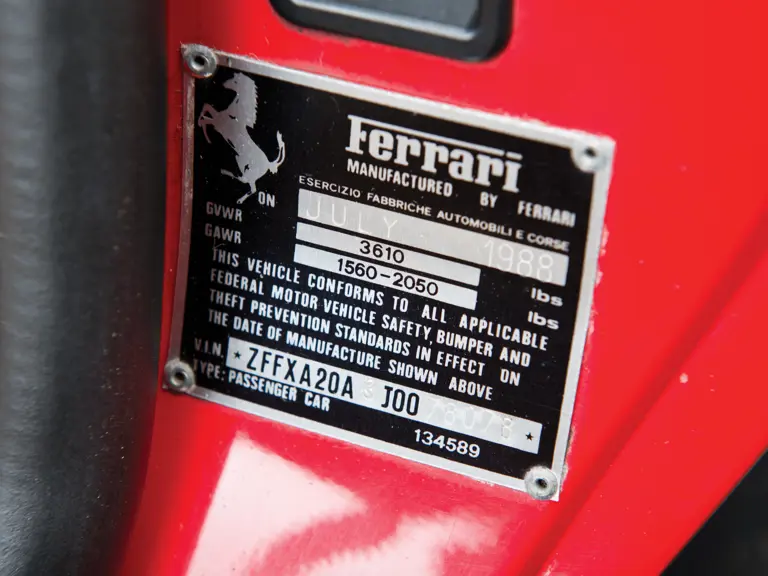 Ferrari
MANUFACTURED BY FERRARI
ESERCIZIO FABBRICHE AUTOMOBILI E CORSE
ON JULY 1988
GVWR 3610 lbs
GAWR 1560-2050 lbs
THIS VEHICLE CONFORMS TO ALL APPLICABLE
FEDERAL MOTOR VEHICLE SAFETY, BUMPER AND
THEFT PREVENTION STANDARDS IN EFFECT ON
THE DATE OF MANUFACTURE SHOWN ABOVE
V.I.N. * ZFFXA20A3J0078078 *
TYPE: PASSENGER CAR 134589